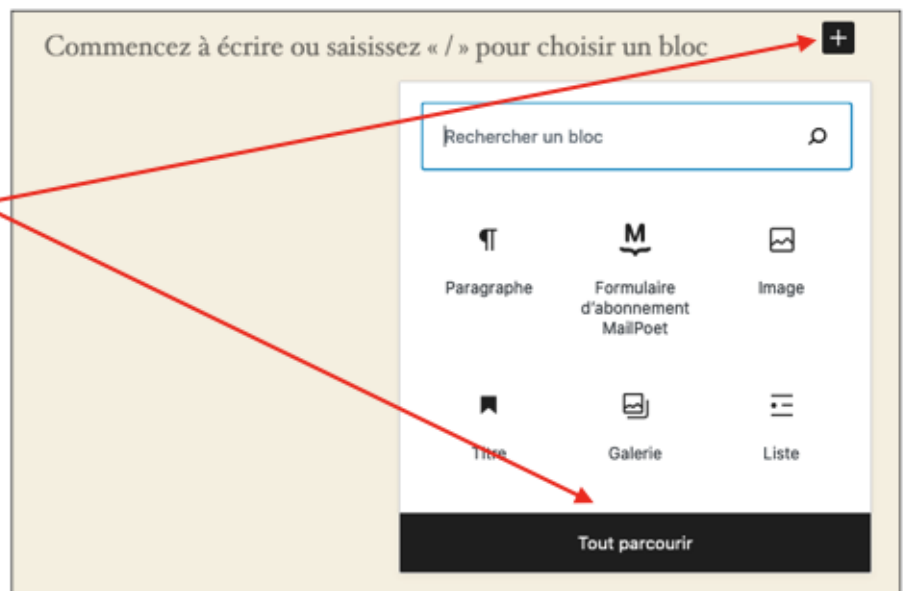 Commencez à écrire ou saisissez « / » pour choisir un bloc
Rechercher un bloc
Paragraphe
Formulaire
d'abonnement
MailPoet
Image
Titre
Galerie
Liste
Tout parcourir